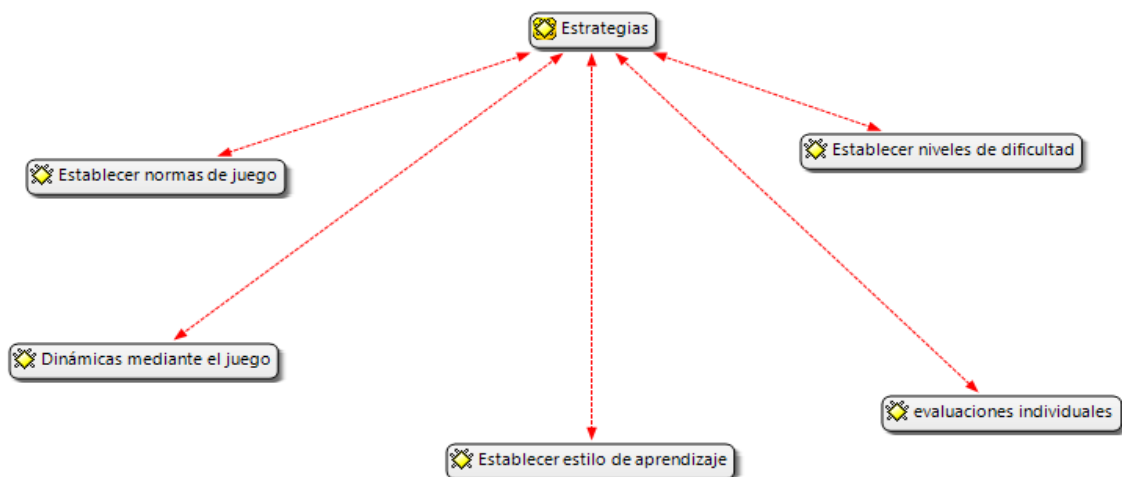 Estrategias
Establecer niveles de dificultad
Establecer normas de juego
Dinámicas mediante el juego
evaluaciones individuales
Establecer estilo de aprendizaje